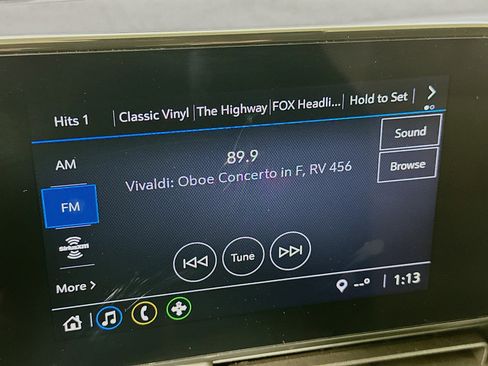 Hits 1 | Classic Vinyl | The Highway | FOX Headli... | Hold to Set
AM
89.9
Sound
Vivaldi: Oboe Concerto in F, RV 456
Browse
FM
SiriusXM
Tune
More >
--° | 1:13